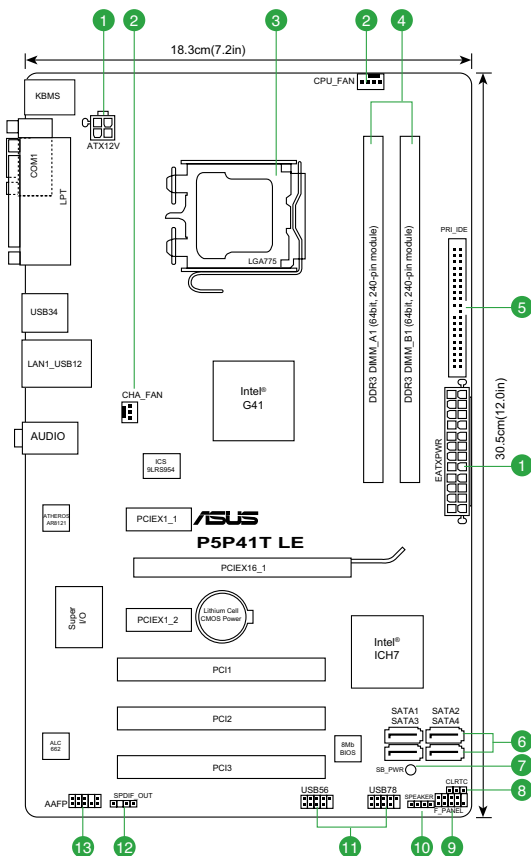 1
2
3
2
4
18.3cm(7.2in)
CPU_FAN
KBMS
ATX12V
COM1
LPT
LGA775
DDR3 DIMM_A1 (64bit, 240-pin module)
DDR3 DIMM_B1 (64bit, 240-pin module)
PRI_IDE
5
USB34
LAN1_USB12
CHA_FAN
Intel®
G41
30.5cm(12.0in)
AUDIO
EATXPWR
1
ICS
9LRS954
ATHEROS
AR8121
PCIEX1_1
ASUS
P5P41T LE
PCIEX16_1
Super
I/O
PCIEX1_2
Lithium Cell
CMOS Power
Intel®
ICH7
PCI1
SATA1
SATA3
SATA2
SATA4
PCI2
6
ALC
662
8Mb
BIOS
PCI3
SB_PWR
7
CLRTC
8
AAFP
SPDIF_OUT
USB56
USB78
SPEAKER
F_PANEL
13
12
11
10
9